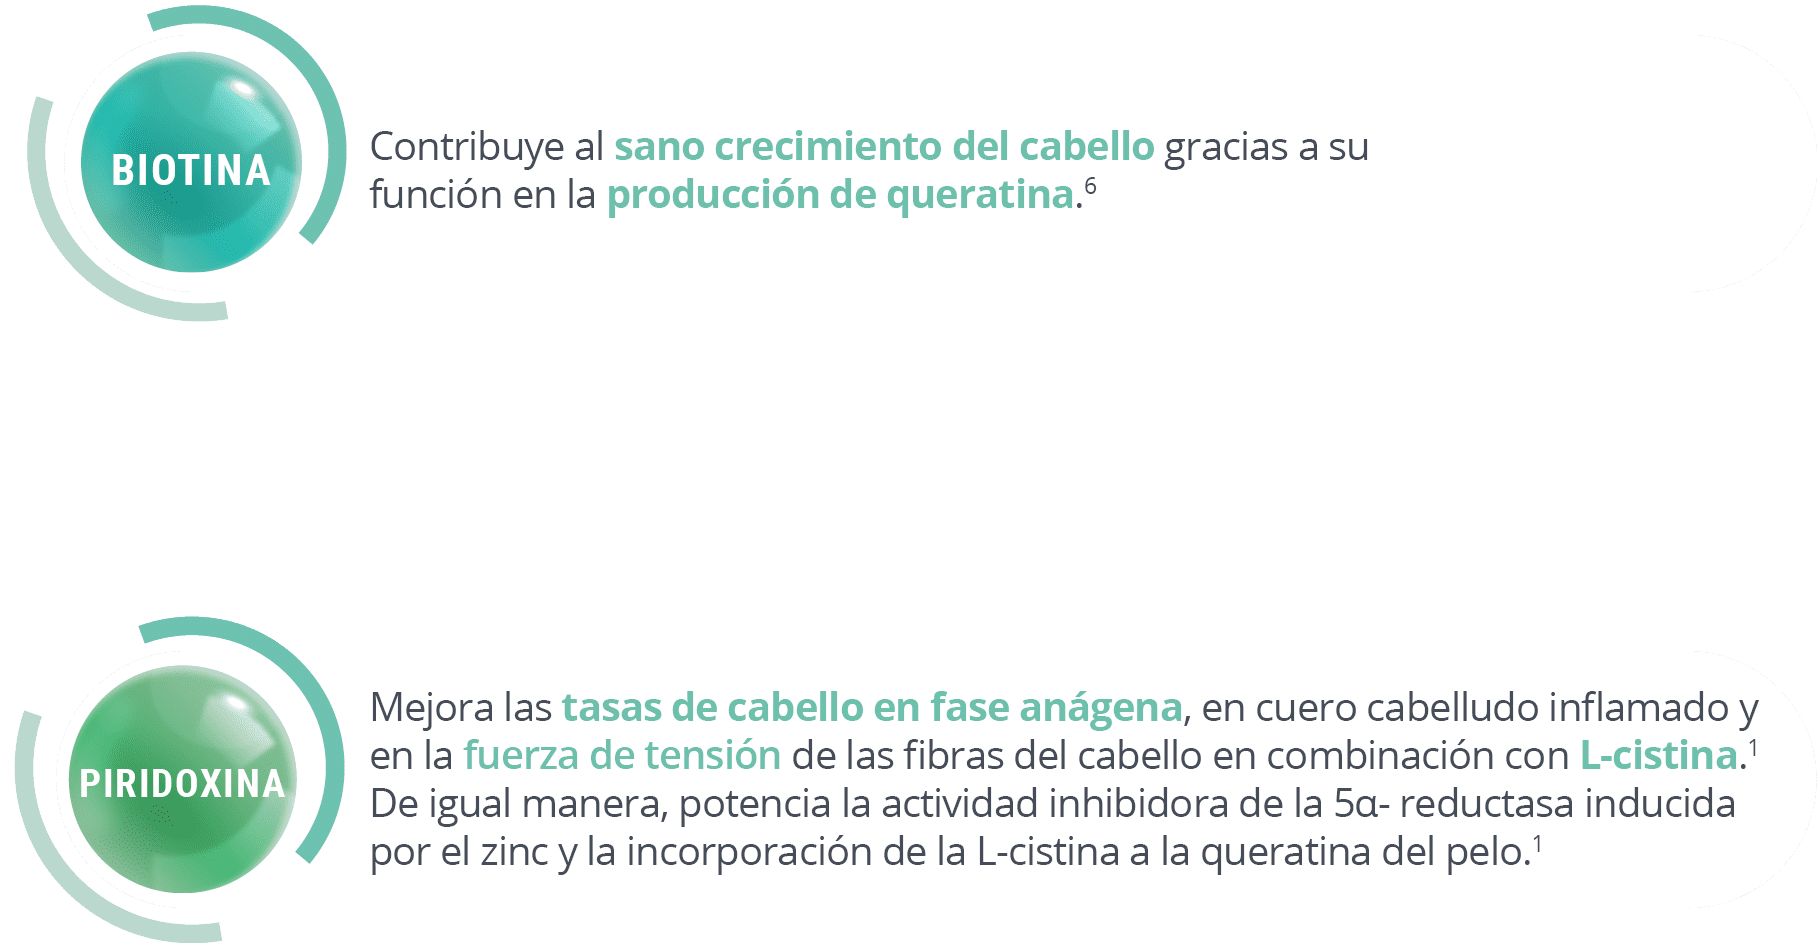 BIOTINA
Contribuye al sano crecimiento del cabello gracias a su
función en la producción de queratina.⁶
PIRIDOXINA
Mejora las tasas de cabello en fase anágena, en cuero cabelludo inflamado y
en la fuerza de tensión de las fibras del cabello en combinación con L-cistina.¹
De igual manera, potencia la actividad inhibidora de la 5α- reductasa inducida
por el zinc y la incorporación de la L-cistina a la queratina del pelo.¹